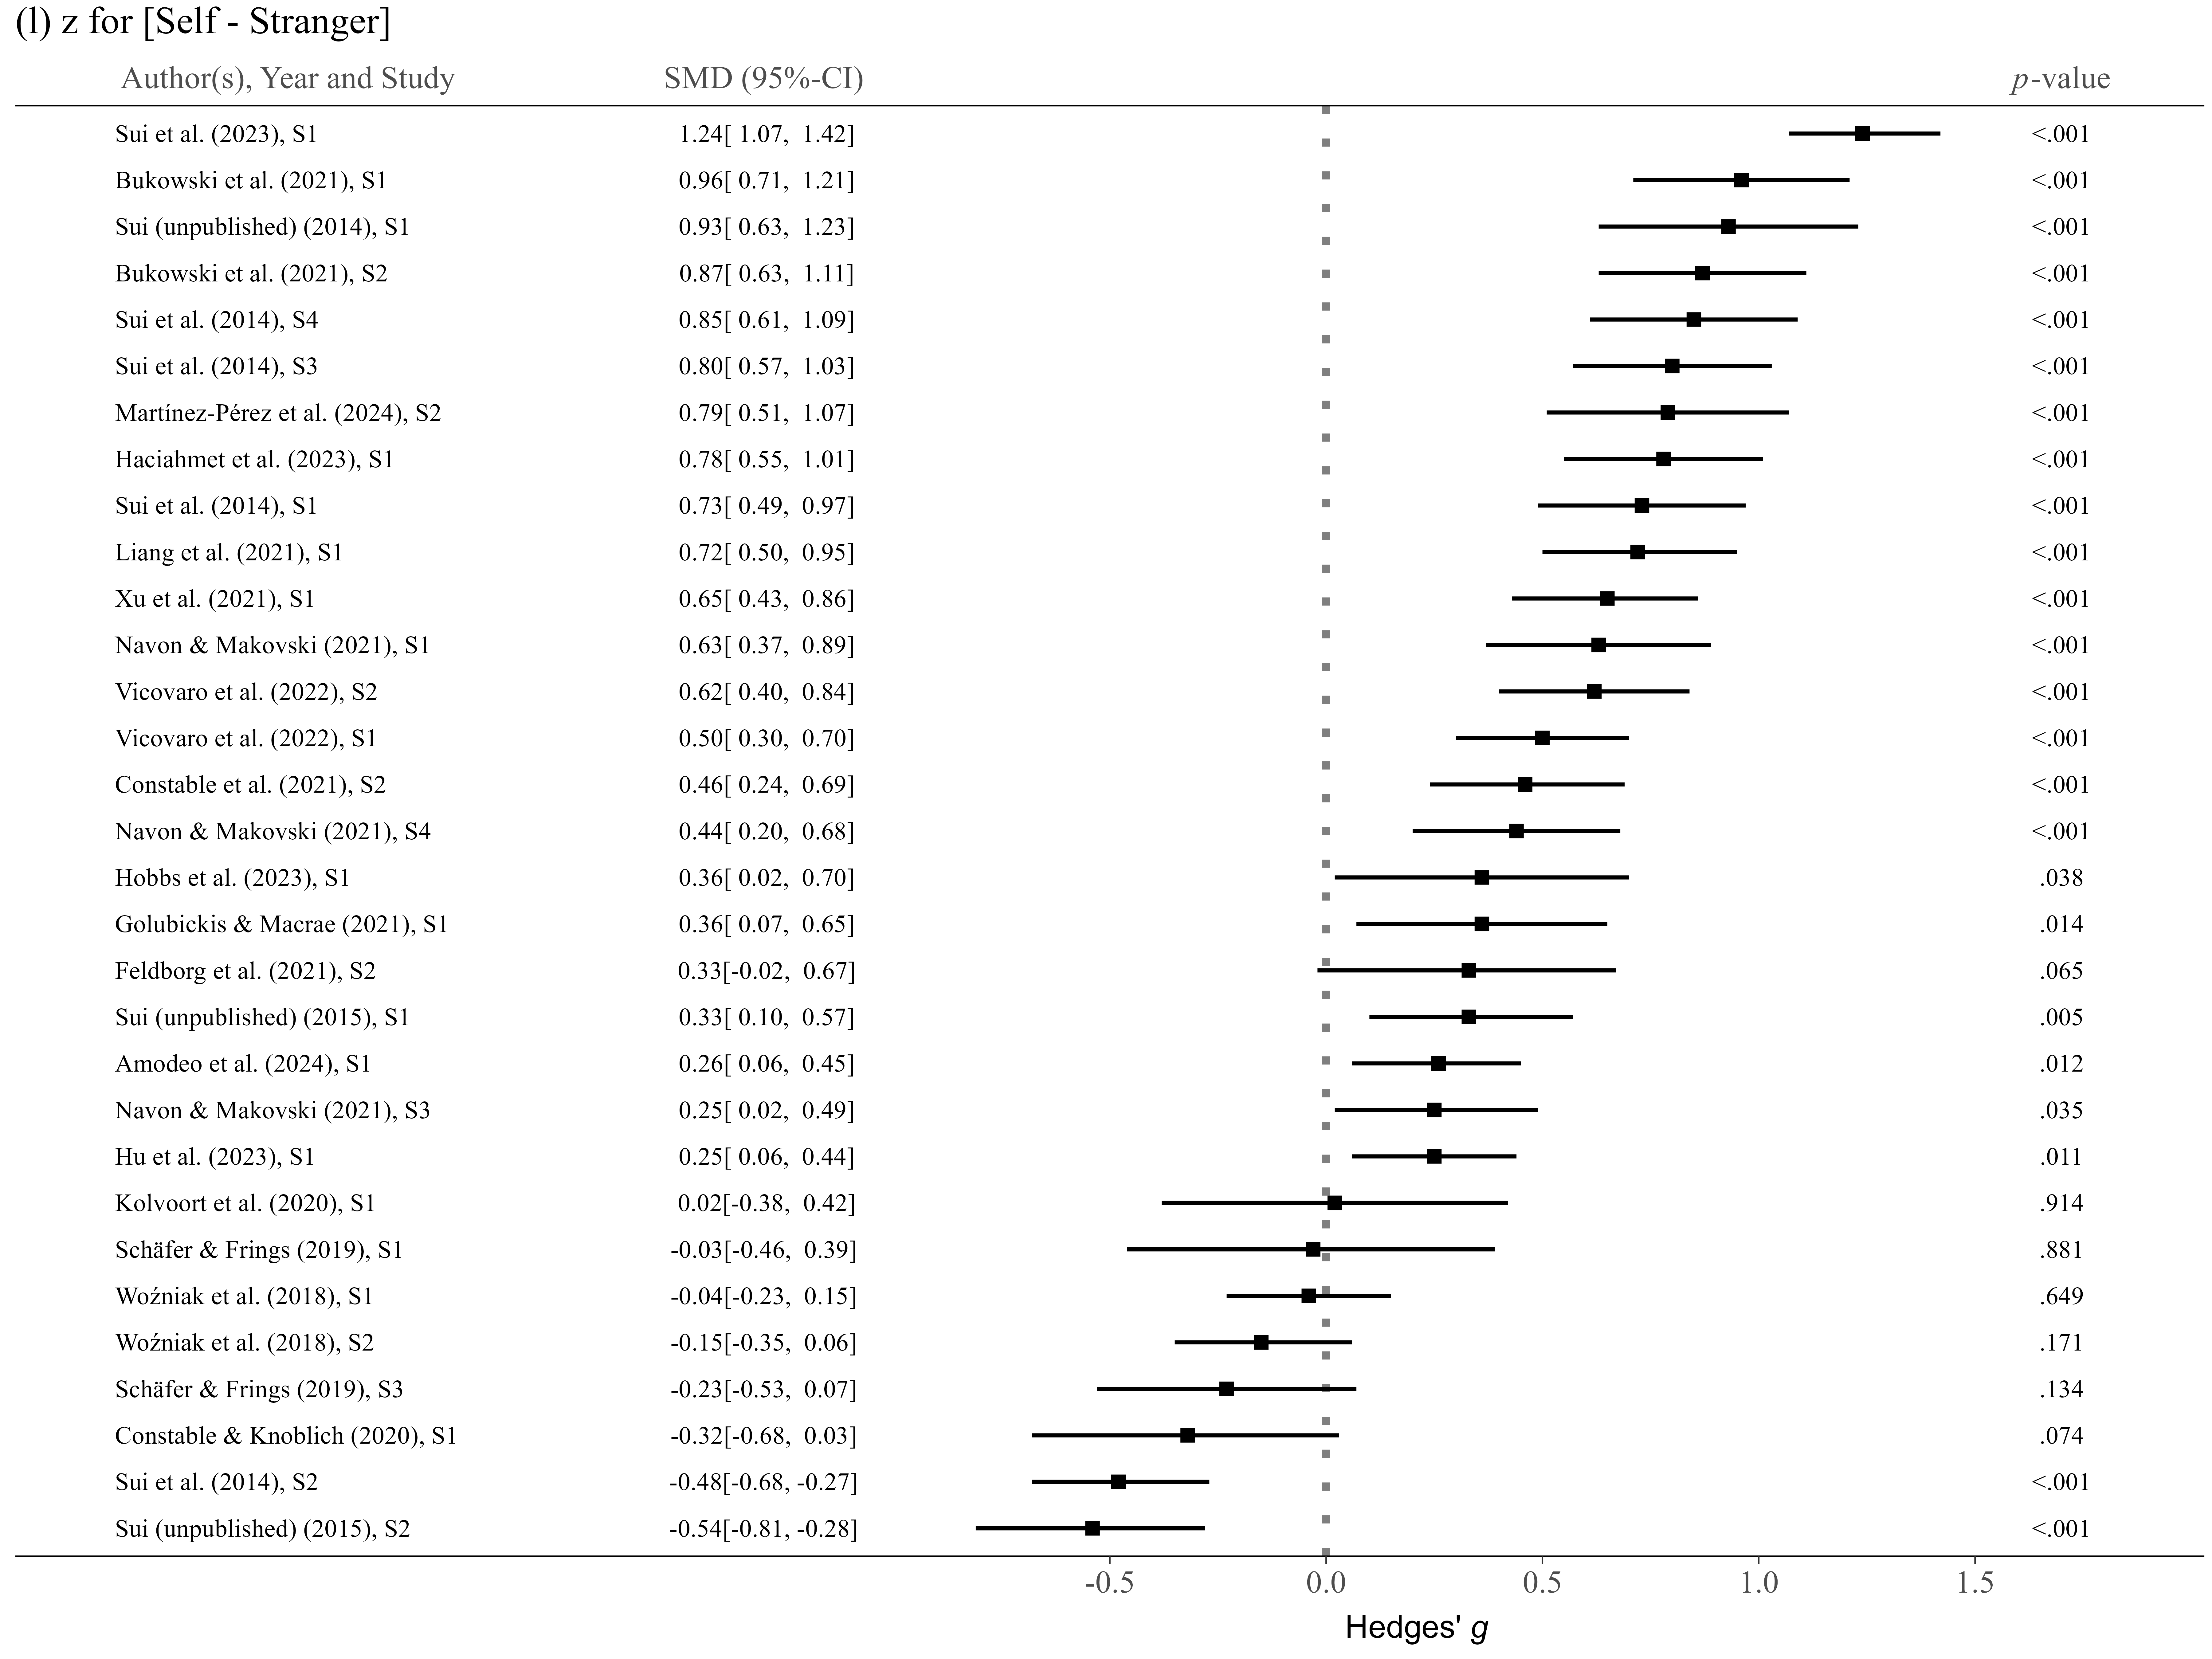 (l) z for [Self - Stranger]
Author(s), Year and Study SMD (95%-CI) p-value
Sui et al. (2023), S1 1.24[ 1.07, 1.42] <.001
Bukowski et al. (2021), S1 0.96[ 0.71, 1.21] <.001
Sui (unpublished) (2014), S1 0.93[ 0.63, 1.23] <.001
Bukowski et al. (2021), S2 0.87[ 0.63, 1.11] <.001
Sui et al. (2014), S4 0.85[ 0.61, 1.09] <.001
Sui et al. (2014), S3 0.80[ 0.57, 1.03] <.001
Martínez-Pérez et al. (2024), S2 0.79[ 0.51, 1.07] <.001
Haciahmet et al. (2023), S1 0.78[ 0.55, 1.01] <.001
Sui et al. (2014), S1 0.73[ 0.49, 0.97] <.001
Liang et al. (2021), S1 0.72[ 0.50, 0.95] <.001
Xu et al. (2021), S1 0.65[ 0.43, 0.86] <.001
Navon & Makovski (2021), S1 0.63[ 0.37, 0.89] <.001
Vicovaro et al. (2022), S2 0.62[ 0.40, 0.84] <.001
Vicovaro et al. (2022), S1 0.50[ 0.30, 0.70] <.001
Constable et al. (2021), S2 0.46[ 0.24, 0.69] <.001
Navon & Makovski (2021), S4 0.44[ 0.20, 0.68] <.001
Hobbs et al. (2023), S1 0.36[ 0.02, 0.70] .038
Golubickis & Macrae (2021), S1 0.36[ 0.07, 0.65] .014
Feldborg et al. (2021), S2 0.33[-0.02, 0.67] .065
Sui (unpublished) (2015), S1 0.33[ 0.10, 0.57] .005
Amodeo et al. (2024), S1 0.26[ 0.06, 0.45] .012
Navon & Makovski (2021), S3 0.25[ 0.02, 0.49] .035
Hu et al. (2023), S1 0.25[ 0.06, 0.44] .011
Kolvoort et al. (2020), S1 0.02[-0.38, 0.42] .914
Schäfer & Frings (2019), S1 -0.03[-0.46, 0.39] .881
Woźniak et al. (2018), S1 -0.04[-0.23, 0.15] .649
Woźniak et al. (2018), S2 -0.15[-0.35, 0.06] .171
Schäfer & Frings (2019), S3 -0.23[-0.53, 0.07] .134
Constable & Knoblich (2020), S1 -0.32[-0.68, 0.03] .074
Sui et al. (2014), S2 -0.48[-0.68, -0.27] <.001
Sui (unpublished) (2015), S2 -0.54[-0.81, -0.28] <.001
-0.5 0.0 0.5 1.0 1.5
Hedges' g